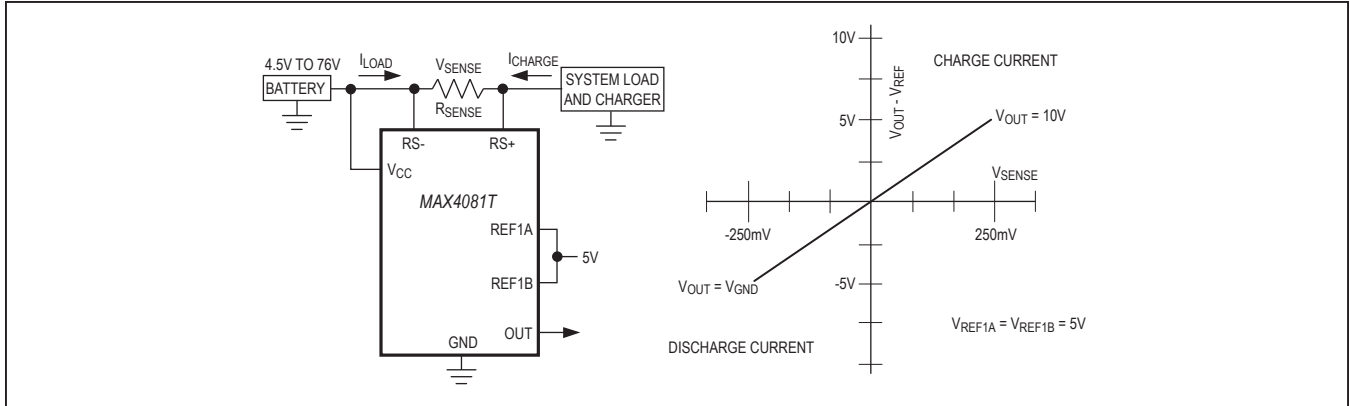 4.5V TO 76V
BATTERY
ILOAD
VSENSE
RSENSE
ICHARGE
SYSTEM LOAD
AND CHARGER
RS-
RS+
VCC
MAX4081T
REF1A
REF1B
5V
OUT
GND
10V
5V
-5V
VOUT - VREF
CHARGE CURRENT
VOUT = 10V
VSENSE
-250mV
250mV
VOUT = VGND
DISCHARGE CURRENT
VREF1A = VREF1B = 5V